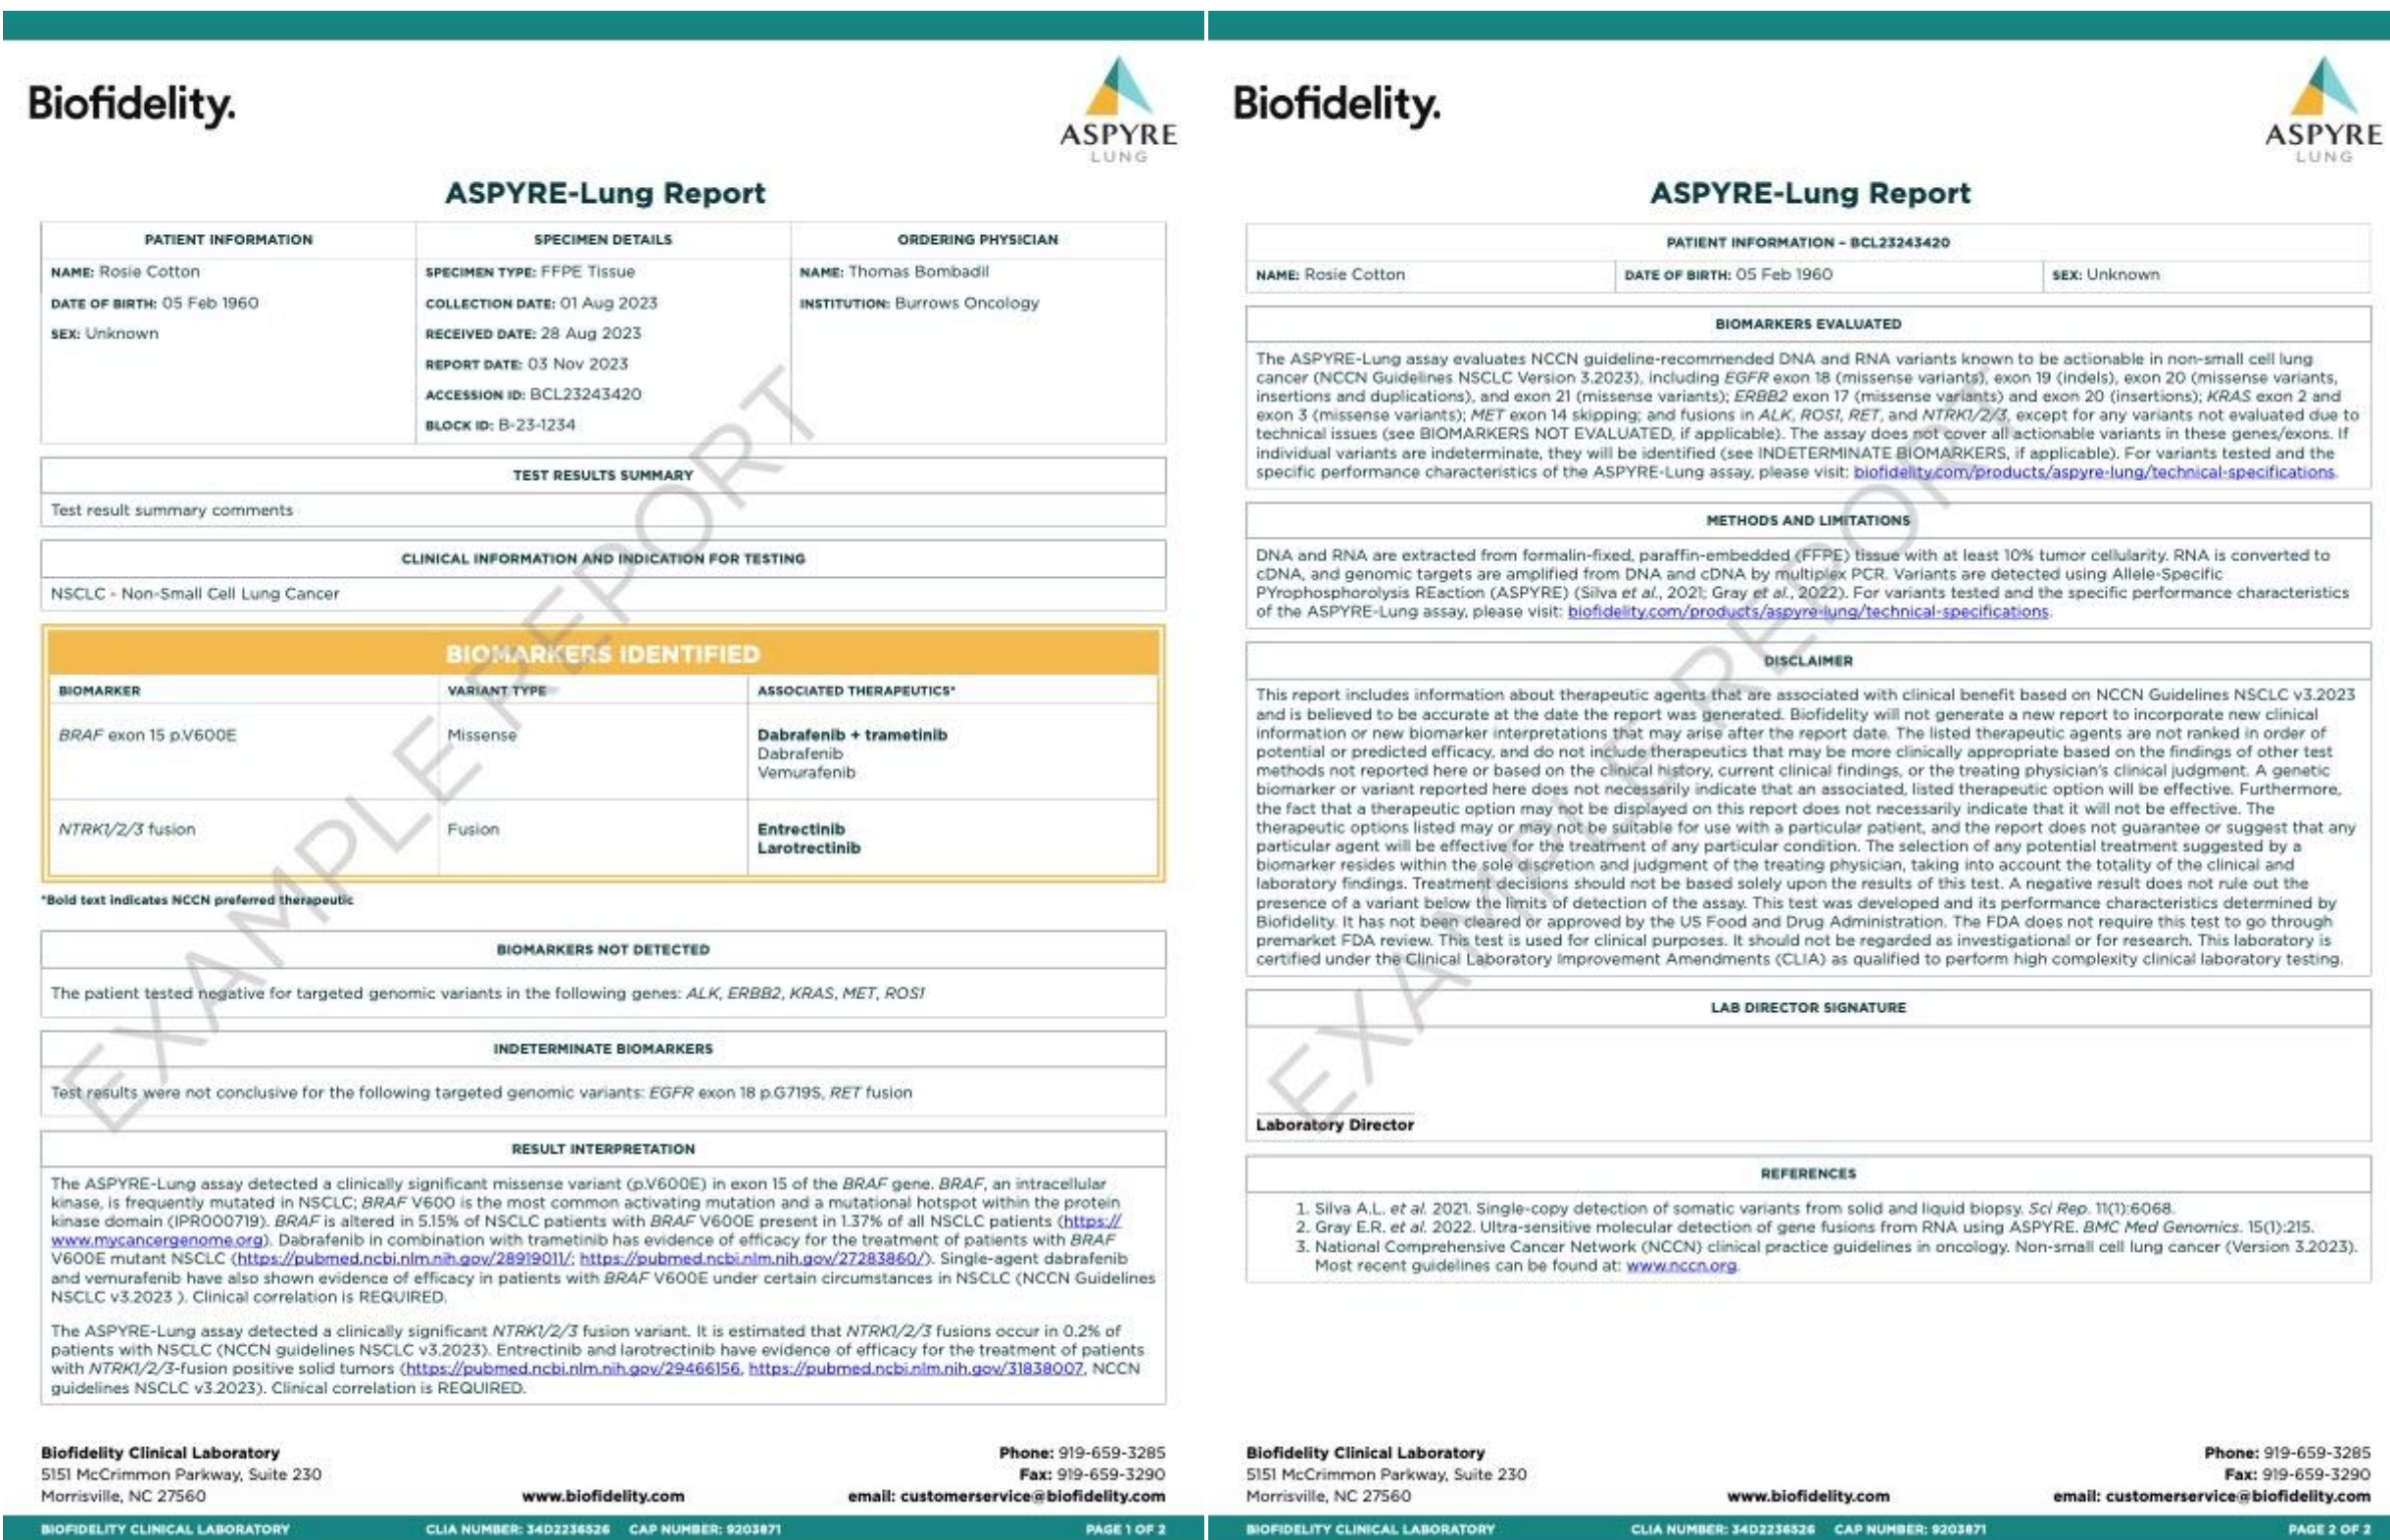 Biofidelity.
ASPYRE
LUNG
ASPYRE-Lung Report
PATIENT INFORMATION
NAME: Rosie Cotton
DATE OF BIRTH: 05 Feb 1960
SEX: Unknown
SPECIMEN DETAILS
SPECIMEN TYPE: FFPE Tissue
COLLECTION DATE: 01 Aug 2023
RECEIVED DATE: 28 Aug 2023
REPORT DATE: 03 Nov 2023
ACCESSION ID: BCL23243420
BLOCK ID: B-23-1234
ORDERING PHYSICIAN
NAME: Thomas Bombadil
INSTITUTION: Burrows Oncology
TEST RESULTS SUMMARY
Test result summary comments
CLINICAL INFORMATION AND INDICATION FOR TESTING
NSCLC - Non-Small Cell Lung Cancer
BIOMARKERS IDENTIFIED
BIOMARKER VARIANT TYPE ASSOCIATED THERAPEUTICS*
BRAF exon 15 p.V600E Missense Dabrafenib + trametinib
Dabrafenib
Vemurafenib
NTRK1/2/3 fusion Fusion Entrectinib
Larotrectinib
*Bold text indicates NCCN preferred therapeutic
BIOMARKERS NOT DETECTED
The patient tested negative for targeted genomic variants in the following genes: ALK, ERBB2, KRAS, MET, ROS1
INDETERMINATE BIOMARKERS
Test results were not conclusive for the following targeted genomic variants: EGFR exon 18 p.G719S, RET fusion
RESULT INTERPRETATION
The ASPYRE-Lung assay detected a clinically significant missense variant (p.V600E) in exon 15 of the BRAF gene. BRAF, an intracellular
kinase, is frequently mutated in NSCLC; BRAF V600 is the most common activating mutation and a mutational hotspot within the protein
kinase domain (IPR000719). BRAF is altered in 5.15% of NSCLC patients with BRAF V600E present in 1.37% of all NSCLC patients (https://
www.mycancergenome.org). Dabrafenib in combination with trametinib has evidence of efficacy for the treatment of patients with BRAF
V600E mutant NSCLC (https://pubmed.ncbi.nlm.nih.gov/28919011/; https://pubmed.ncbi.nlm.nih.gov/27283860/). Single-agent dabrafenib
and vemurafenib have also shown evidence of efficacy in patients with BRAF V600E under certain circumstances in NSCLC (NCCN Guidelines
NSCLC v3.2023 ). Clinical correlation is REQUIRED.
The ASPYRE-Lung assay detected a clinically significant NTRK1/2/3 fusion variant. It is estimated that NTRK1/2/3 fusions occur in 0.2% of
patients with NSCLC (NCCN guidelines NSCLC v3.2023). Entrectinib and larotrectinib have evidence of efficacy for the treatment of patients
with NTRK1/2/3-fusion positive solid tumors (https://pubmed.ncbi.nlm.nih.gov/29466156, https://pubmed.ncbi.nlm.nih.gov/31838007, NCCN
guidelines NSCLC v3.2023). Clinical correlation is REQUIRED.
EXAMPLE REPORT
Biofidelity Clinical Laboratory
5151 McCrimmon Parkway, Suite 230
Morrisville, NC 27560
www.biofidelity.com
Phone: 919-659-3285
Fax: 919-659-3290
email: customerservice@biofidelity.com
BIOFIDELITY CLINICAL LABORATORY CLIA NUMBER: 34D2236526 CAP NUMBER: 9203871 PAGE 1 OF 2
Biofidelity.
ASPYRE
LUNG
ASPYRE-Lung Report
PATIENT INFORMATION - BCL23243420
NAME: Rosie Cotton DATE OF BIRTH: 05 Feb 1960 SEX: Unknown
BIOMARKERS EVALUATED
The ASPYRE-Lung assay evaluates NCCN guideline-recommended DNA and RNA variants known to be actionable in non-small cell lung
cancer (NCCN Guidelines NSCLC Version 3.2023), including EGFR exon 18 (missense variants), exon 19 (indels), exon 20 (missense variants,
insertions and duplications), and exon 21 (missense variants); ERBB2 exon 17 (missense variants) and exon 20 (insertions); KRAS exon 2 and
exon 3 (missense variants); MET exon 14 skipping; and fusions in ALK, ROS1, RET, and NTRK1/2/3, except for any variants not evaluated due to
technical issues (see BIOMARKERS NOT EVALUATED, if applicable). The assay does not cover all actionable variants in these genes/exons. If
individual variants are indeterminate, they will be identified (see INDETERMINATE BIOMARKERS, if applicable). For variants tested and the
specific performance characteristics of the ASPYRE-Lung assay, please visit: biofidelity.com/products/aspyre-lung/technical-specifications.
METHODS AND LIMITATIONS
DNA and RNA are extracted from formalin-fixed, paraffin-embedded (FFPE) tissue with at least 10% tumor cellularity. RNA is converted to
cDNA, and genomic targets are amplified from DNA and cDNA by multiplex PCR. Variants are detected using Allele-Specific
PYrophosphorolysis REaction (ASPYRE) (Silva et al., 2021; Gray et al., 2022). For variants tested and the specific performance characteristics
of the ASPYRE-Lung assay, please visit: biofidelity.com/products/aspyre-lung/technical-specifications.
DISCLAIMER
This report includes information about therapeutic agents that are associated with clinical benefit based on NCCN Guidelines NSCLC v3.2023
and is believed to be accurate at the date the report was generated. Biofidelity will not generate a new report to incorporate new clinical
information or new biomarker interpretations that may arise after the report date. The listed therapeutic agents are not ranked in order of
potential or predicted efficacy, and do not include therapeutics that may be more clinically appropriate based on the findings of other test
methods not reported here or based on the clinical history, current clinical findings, or the treating physician's clinical judgment. A genetic
biomarker or variant reported here does not necessarily indicate that an associated, listed therapeutic option will be effective. Furthermore,
the fact that a therapeutic option may not be displayed on this report does not necessarily indicate that it will not be effective. The
therapeutic options listed may or may not be suitable for use with a particular patient, and the report does not guarantee or suggest that any
particular agent will be effective for the treatment of any particular condition. The selection of any potential treatment suggested by a
biomarker resides within the sole discretion and judgment of the treating physician, taking into account the totality of the clinical and
laboratory findings. Treatment decisions should not be based solely upon the results of this test. A negative result does not rule out the
presence of a variant below the limits of detection of the assay. This test was developed and its performance characteristics determined by
Biofidelity. It has not been cleared or approved by the US Food and Drug Administration. The FDA does not require this test to go through
premarket FDA review. This test is used for clinical purposes. It should not be regarded as investigational or for research. This laboratory is
certified under the Clinical Laboratory Improvement Amendments (CLIA) as qualified to perform high complexity clinical laboratory testing.
LAB DIRECTOR SIGNATURE
Laboratory Director
REFERENCES
1. Silva A.L. et al. 2021. Single-copy detection of somatic variants from solid and liquid biopsy. Sci Rep. 11(1):6068.
2. Gray E.R. et al. 2022. Ultra-sensitive molecular detection of gene fusions from RNA using ASPYRE. BMC Med Genomics. 15(1):215.
3. National Comprehensive Cancer Network (NCCN) clinical practice guidelines in oncology. Non-small cell lung cancer (Version 3.2023).
Most recent guidelines can be found at: www.nccn.org.
EXAMPLE REPORT
Biofidelity Clinical Laboratory
5151 McCrimmon Parkway, Suite 230
Morrisville, NC 27560
www.biofidelity.com
Phone: 919-659-3285
Fax: 919-659-3290
email: customerservice@biofidelity.com
BIOFIDELITY CLINICAL LABORATORY CLIA NUMBER: 34D2236526 CAP NUMBER: 9203871 PAGE 2 OF 2